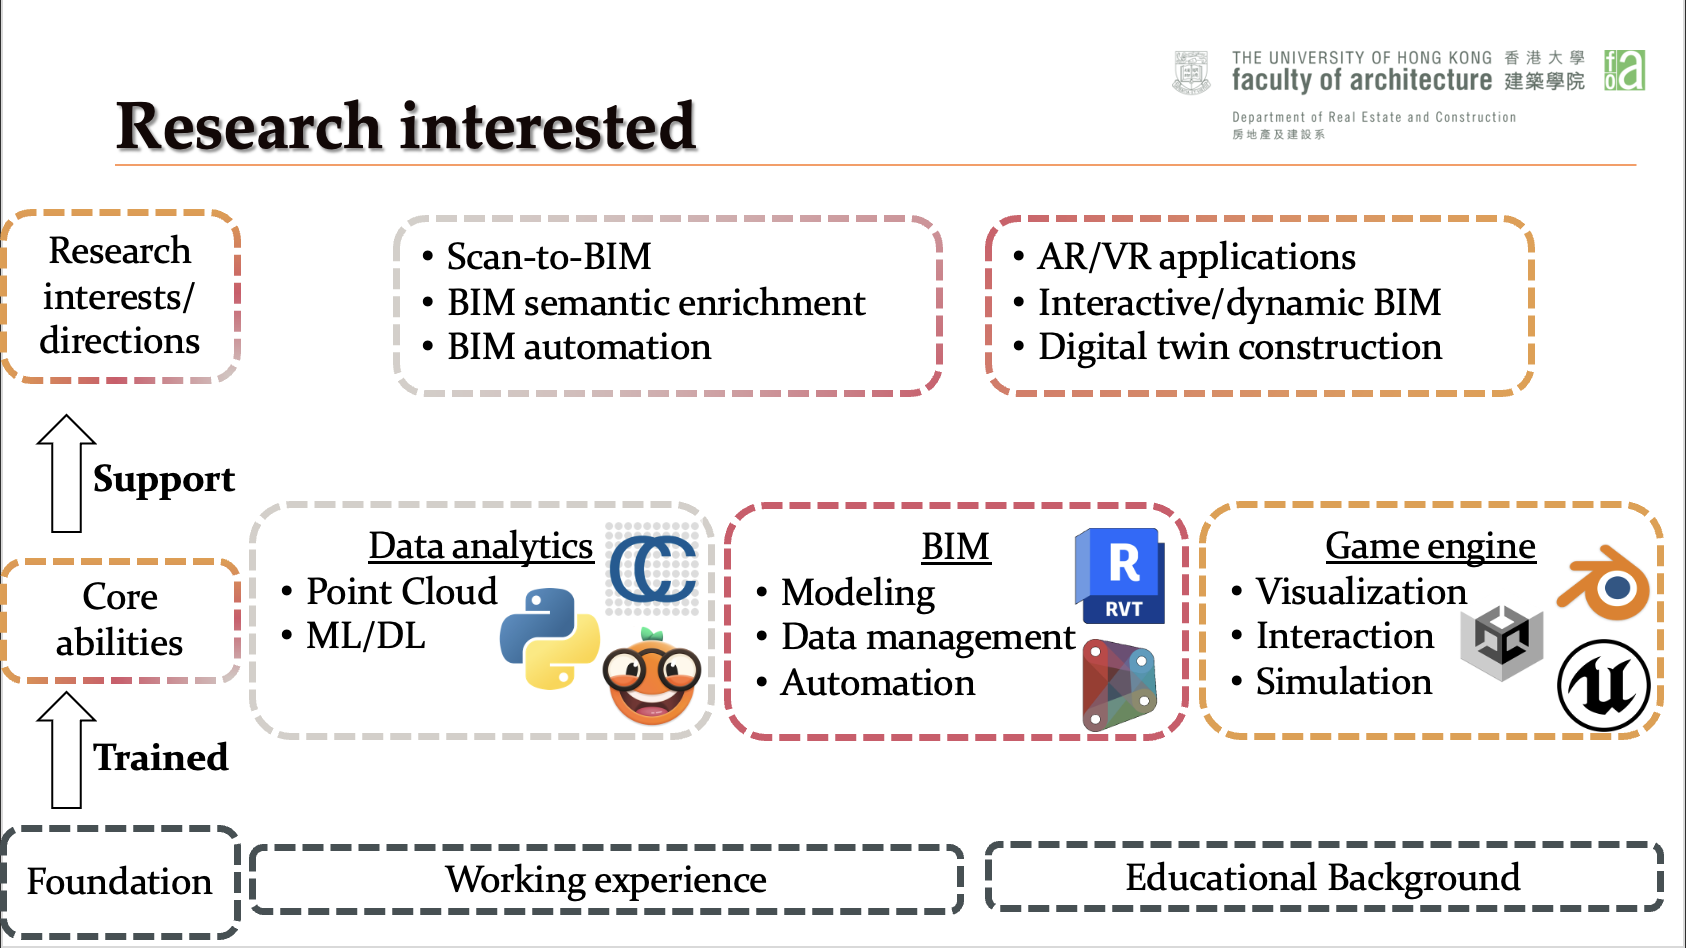 THE UNIVERSITY OF HONG KONG 香港大學
faculty of architecture 建築學院
fa
o
Department of Real Estate and Construction
房地產及建設系
Research interested
Research
interests/
directions
• Scan-to-BIM
• BIM semantic enrichment
• BIM automation
• AR/VR applications
• Interactive/dynamic BIM
• Digital twin construction
Support
Core
abilities
Data analytics
• Point Cloud
• ML/DL
CC
BIM
• Modeling
• Data management
• Automation
R
RVT
Game engine
• Visualization
• Interaction
• Simulation
Trained
Foundation
Working experience
Educational Background